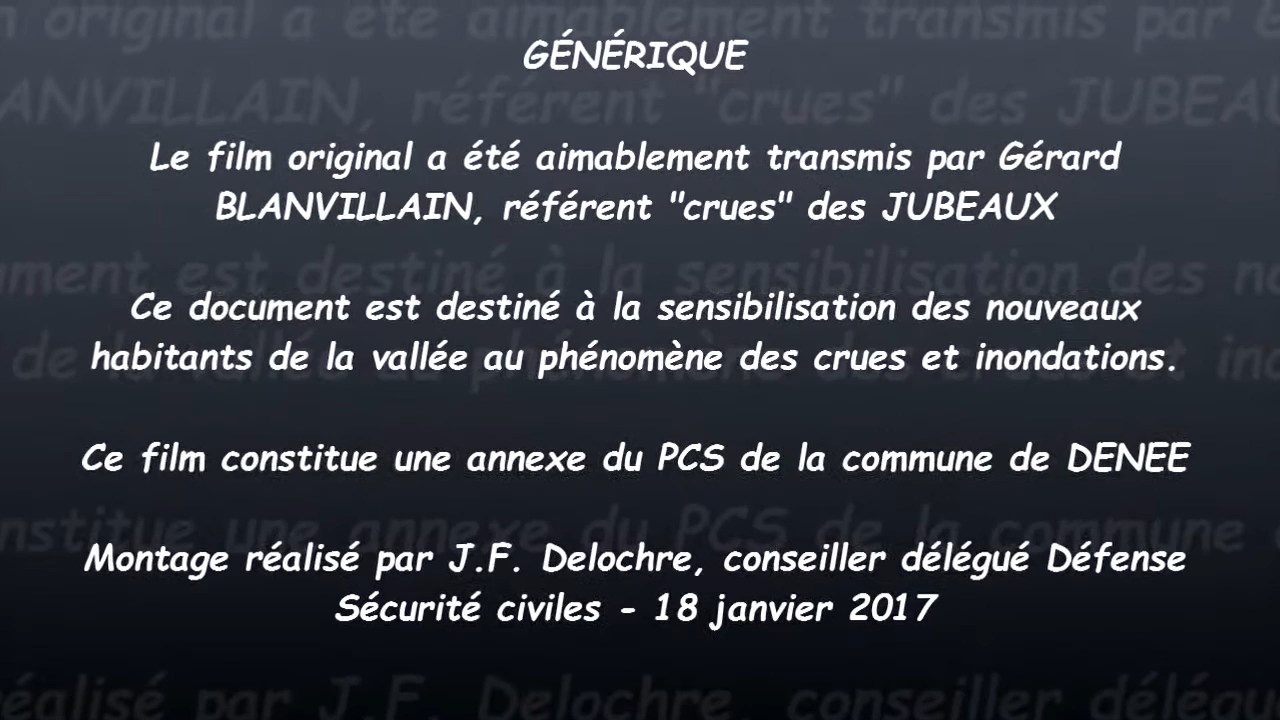 GÉNÉRIQUE
Le film original a été aimablement transmis par Gérard
BLANVILLAIN, référent "crues" des JUBEAUX
Ce document est destiné à la sensibilisation des nouveaux
habitants de la vallée au phénomène des crues et inondations.
Ce film constitue une annexe du PCS de la commune de DENEE
Montage réalisé par J.F. Delochre, conseiller délégué Défense
Sécurité civiles - 18 janvier 2017